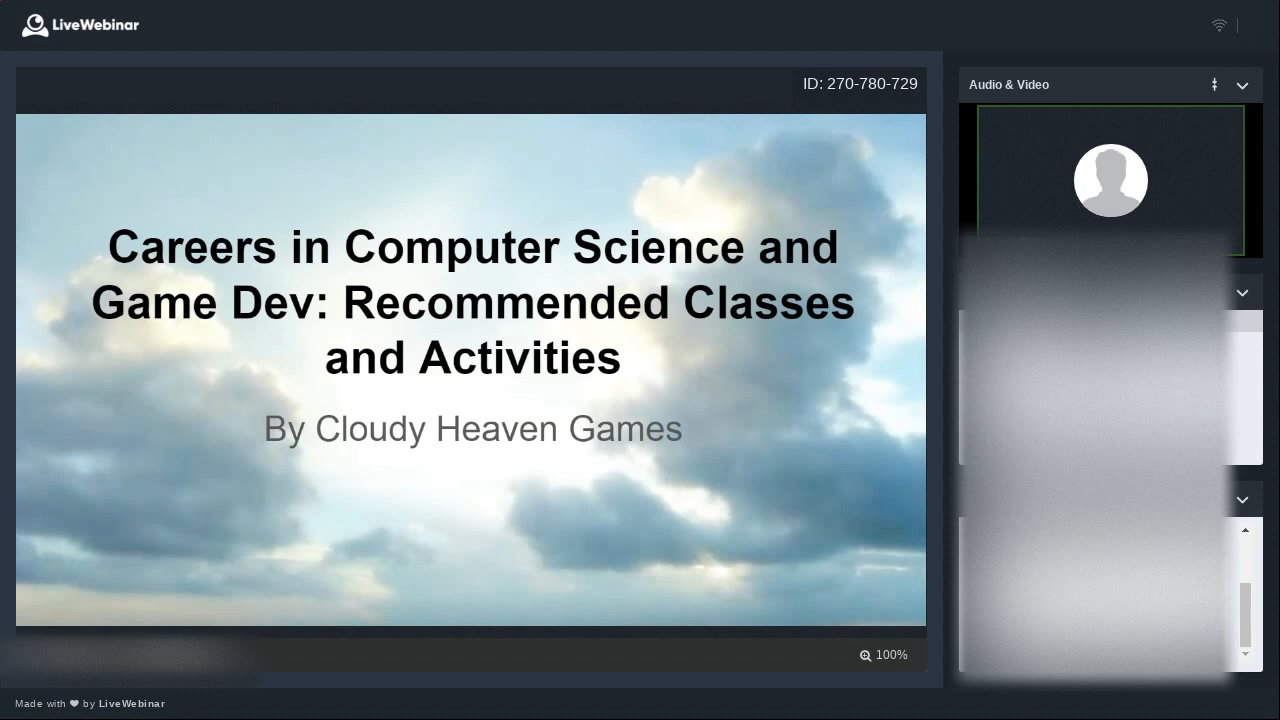 LiveWebinar
ID: 270-780-729
Audio & Video
Careers in Computer Science and
Game Dev: Recommended Classes
and Activities
By Cloudy Heaven Games
100%
Made with ❤ by LiveWebinar